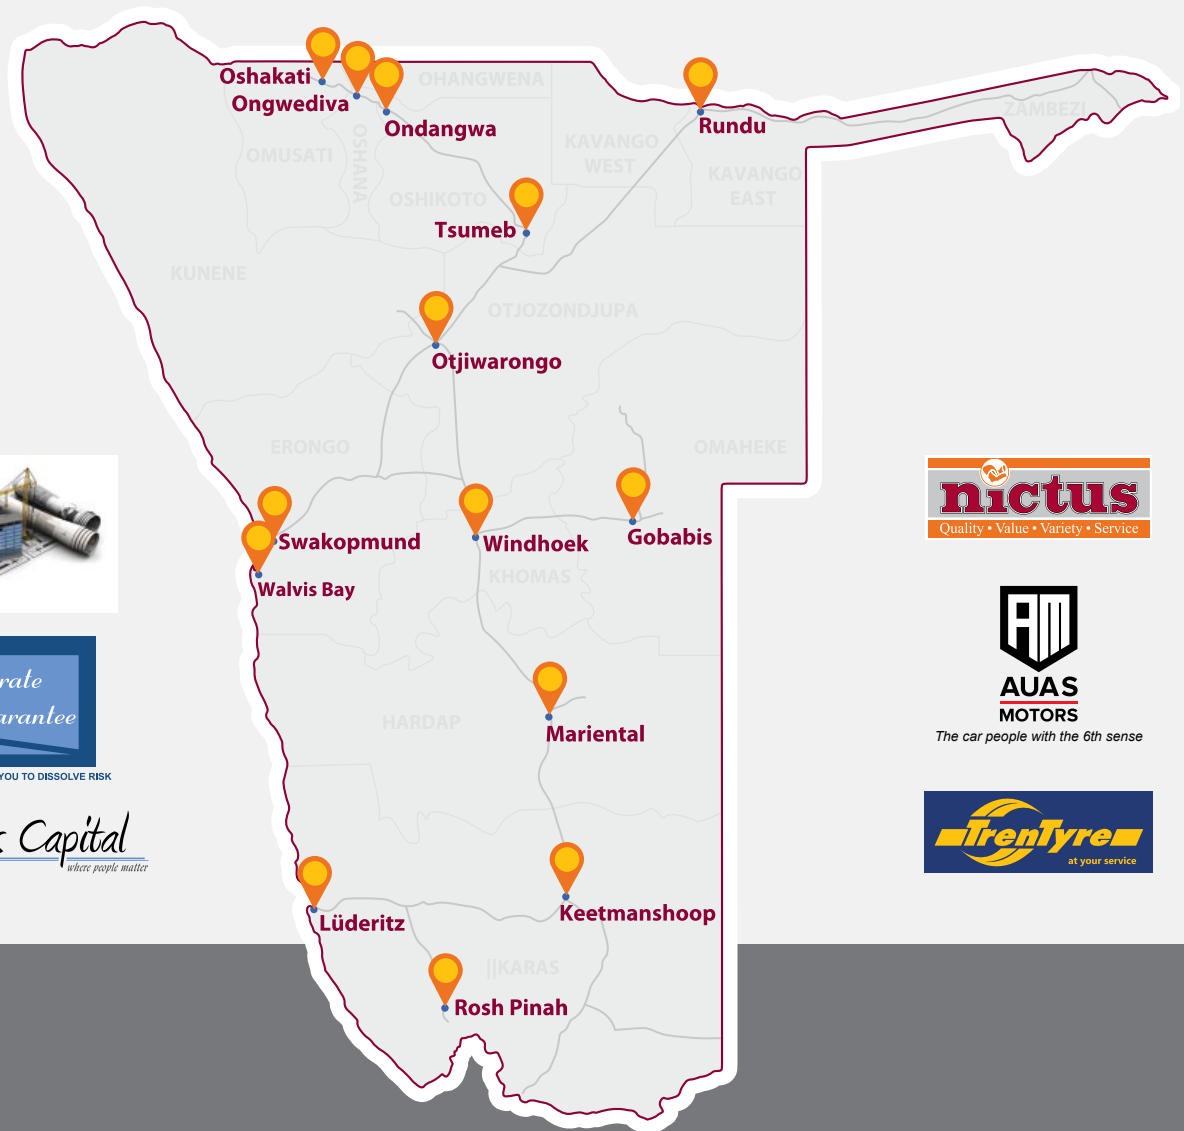 Oshakati
Ongwediva
Ondangwa
OHANGWENA
Rundu
ZAMBEZI
OMUSATI
OSHANA
KAVANGO
WEST
KAVANGO
EAST
OSHIKOTO
Tsumeb
KUNENE
OTJOZONDJUPA
Otjiwarongo
ERONGO
OMAHEKE
Swakopmund
Windhoek
Gobabis
Walvis Bay
KHOMAS
Mariental
HARDAP
Lüderitz
Keetmanshoop
||KARAS
Rosh Pinah
YOU TO DISSOLVE RISK
Capital
where people matter
nictus
Quality • Value • Variety • Service
AM
AUAS
MOTORS
The car people with the 6th sense
TrenTyre
at your service